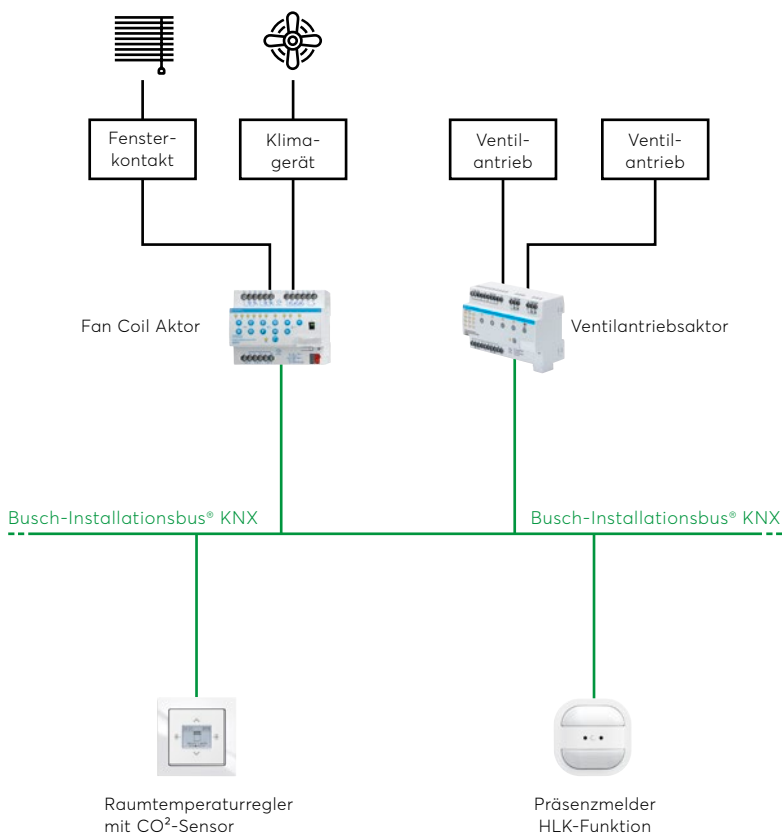 Fenster-
kontakt
Klima-
gerät
Ventil-
antrieb
Ventil-
antrieb
Fan Coil Aktor
Ventilantriebsaktor
Busch-Installationsbus® KNX
Busch-Installationsbus® KNX
Raumtemperaturregler
mit CO²-Sensor
Präsenzmelder
HLK-Funktion